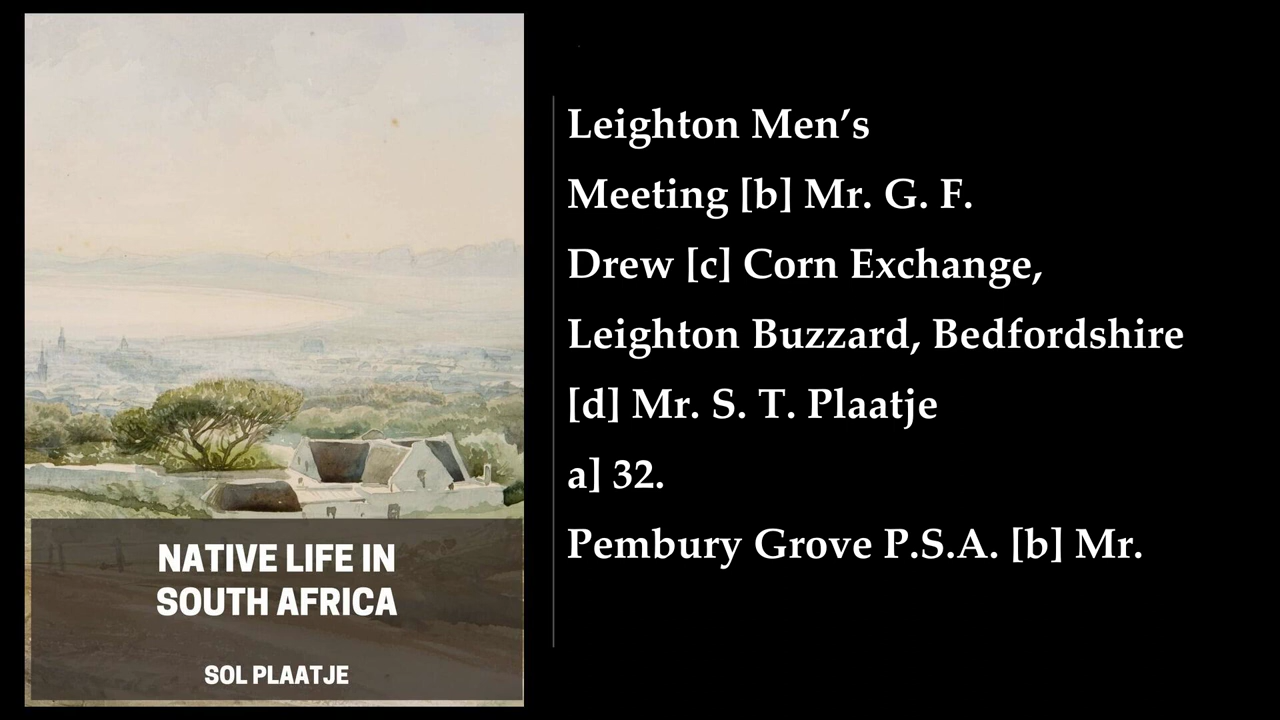 NATIVE LIFE IN
SOUTH AFRICA
SOL PLAATJE
Leighton Men’s
Meeting [b] Mr. G. F.
Drew [c] Corn Exchange,
Leighton Buzzard, Bedfordshire
[d] Mr. S. T. Plaatje
a] 32.
Pembury Grove P.S.A. [b] Mr.